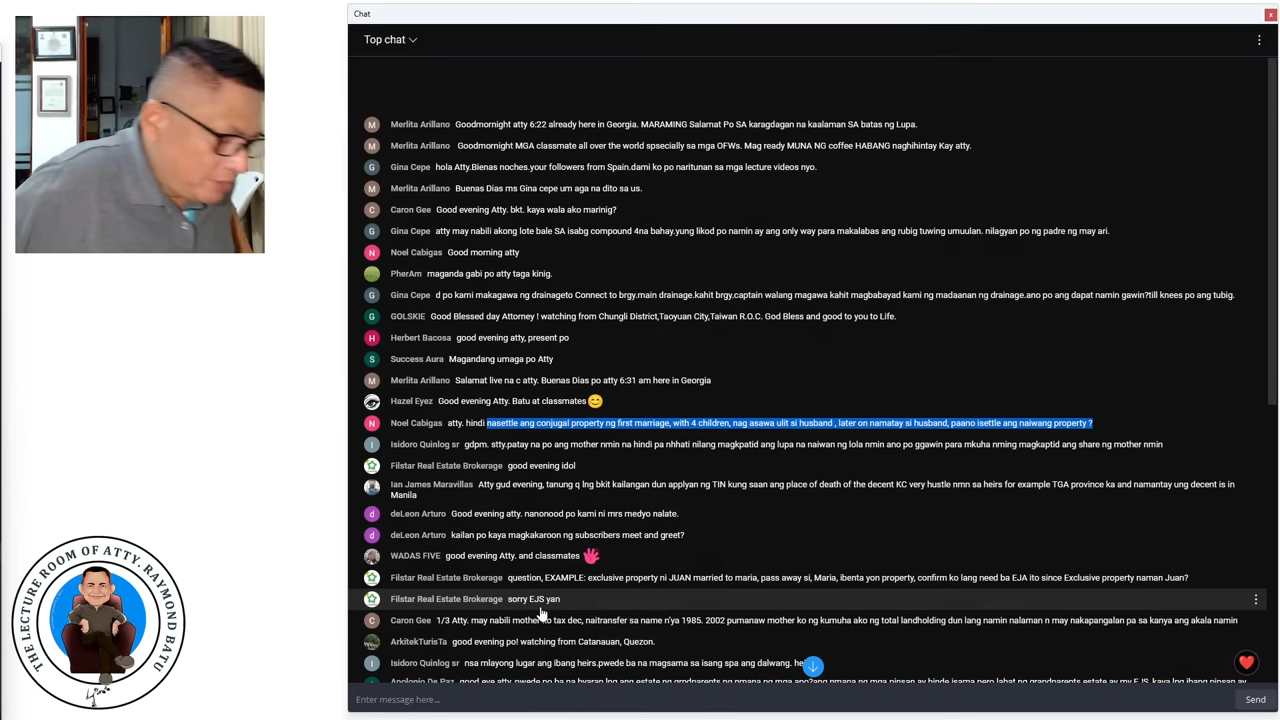 Chat
x
Top chat
M Merlita Arillano Goodmornight atty 6:22 already here in Georgia. MARAMING Salamat Po SA karagdagan na kaalaman SA batas ng Lupa.
M Merlita Arillano Goodmornight MGA classmate all over the world spsecially sa mga OFWs. Mag ready MUNA NG coffee HABANG naghihintay Kay atty.
G Gina Cepe hola Atty.Bienas noches.your followers from Spain.dami ko po naritunan sa mga lecture videos nyo.
M Merlita Arillano Buenas Dias ms Gina cepe um aga na dito sa us.
C Caron Gee Good evening Atty. bkt. kaya wala ako marinig?
G Gina Cepe atty may nabili akong lote bale SA isabg compound 4na bahay.yung likod po namin ay ang only way para makalabas ang rubig tuwing umuulan. nilagyan po ng padre ng may ari.
N Noel Cabigas Good morning atty
PherAm maganda gabi po atty taga kinig.
G Gina Cepe d po kami makagawa ng drainageto Connect to brgy.main drainage.kahit brgy.captain walang magawa kahit magbabayad kami ng madaanan ng drainage.ano po ang dapat namin gawin?till knees po ang tubig.
G GOLSKIE Good Blessed day Attorney ! watching from Chungli District,Taoyuan City,Taiwan R.O.C. God Bless and good to you to Life.
H Herbert Bacosa good evening atty, present po
S Success Aura Magandang umaga po Atty
M Merlita Arillano Salamat live na c atty. Buenas Dias po atty 6:31 am here in Georgia
Hazel Eyez Good evening Atty. Batu at classmates
N Noel Cabigas atty. hindi nasettle ang conjugal property ng first marriage, with 4 children, nag asawa ulit si husband , later on namatay si husband, paano isettle ang naiwang property ?
I Isidoro Quinlog sr gdpm. stty.patay na po ang mother nmin na hindi pa nhhati nilang magkpatid ang lupa na naiwan ng lola nmin ano po ggawin para mkuha nming magkaptid ang share ng mother nmin
Filstar Real Estate Brokerage good evening idol
Ian James Maravillas Atty gud evening, tanung q lng bkit kailangan dun applyan ng TIN kung saan ang place of death of the decent KC very hustle nmn sa heirs for example TGA province ka and namantay ung decent is in
Manila
d deLeon Arturo Good evening atty. nanonood po kami ni mrs medyo nalate.
d deLeon Arturo kailan po kaya magkakaroon ng subscribers meet and greet?
WADAS FIVE good evening Atty. and classmates
Filstar Real Estate Brokerage question, EXAMPLE: exclusive property ni JUAN married to maria, pass away si, Maria, ibenta yon property, confirm ko lang need ba EJA ito since Exclusive property naman Juan?
Filstar Real Estate Brokerage sorry EJS yan
C Caron Gee 1/3 Atty. may nabili mother ko tax dec, naitransfer sa name n'ya 1985. 2002 pumanaw mother ko ng kumuha ako ng total landholding dun lang namin nalaman n may nakapangalan pa sa kanya ang akala namin
ArkitekTurisTa good evening po! watching from Catanauan, Quezon.
I Isidoro Quinlog sr nsa mlayong lugar ang ibang heirs.pwede ba na magsama sa isang spa ang dalwang. he
Apolonio De Paz
Enter message here...
Send
THE LECTURE ROOM OF ATTY. RAYMOND BATU